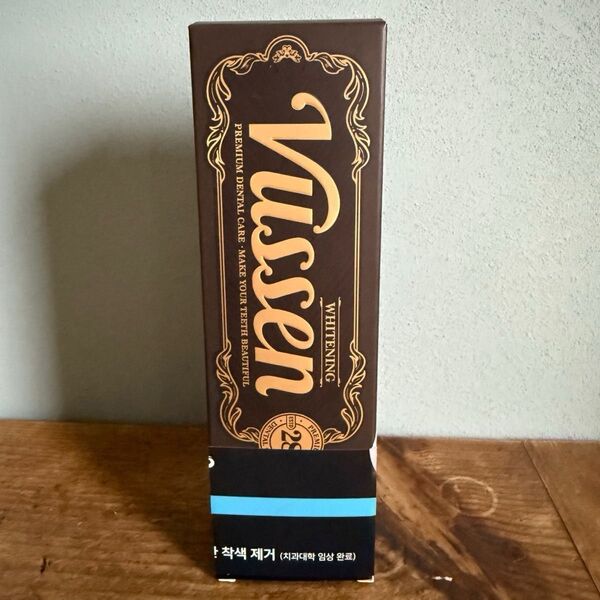 Vussen
WHITENING
PREMIUM DENTAL CARE · MAKE YOUR TEETH BEAUTIFUL
28
착색 제거 (치과대학 임상 완료)